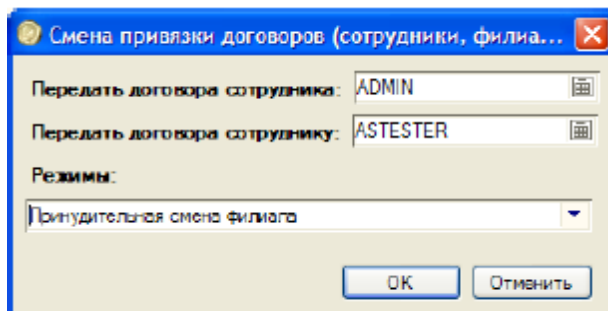 Смена привязки договоров (сотрудники, филиа...
Передать договора сотрудника: ADMIN
Передать договора сотруднику: ASTESTER
Режимы:
Принудительная смена филиала
OK Отменить